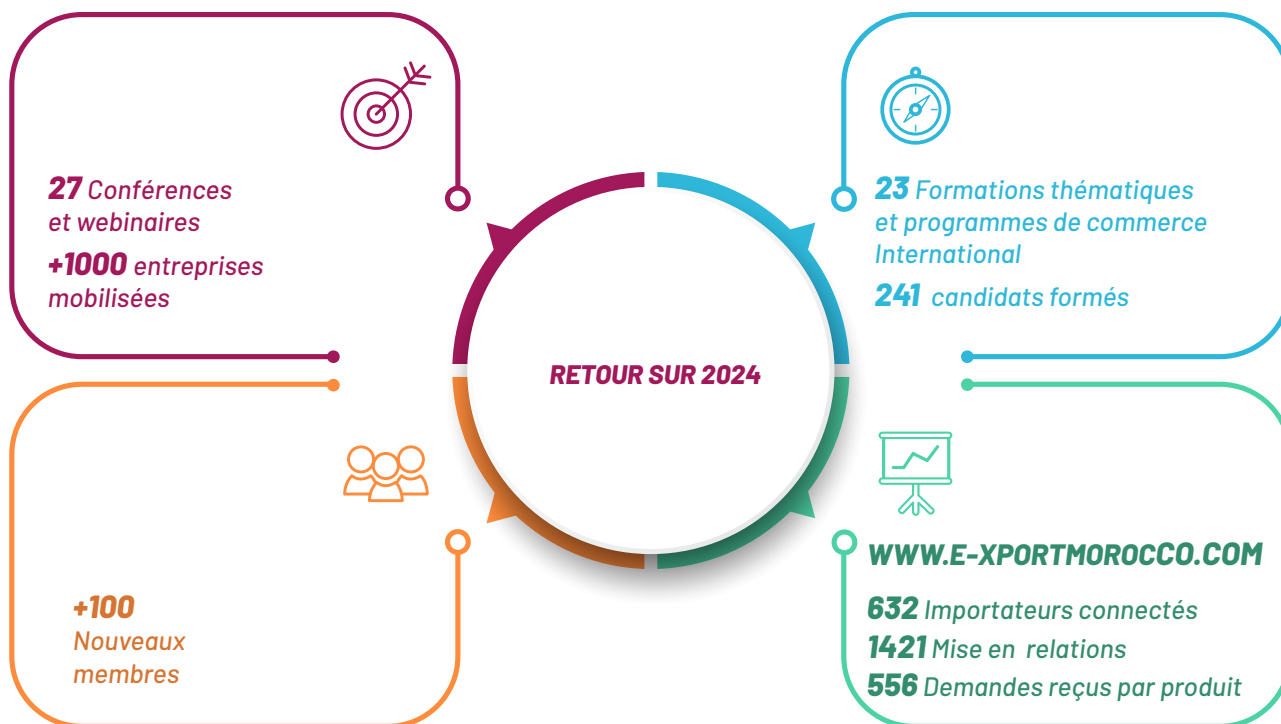 27 Conférences
et webinaires
+1000 entreprises
mobilisées
23 Formations thématiques
et programmes de commerce
International
241 candidats formés
RETOUR SUR 2024
+100
Nouveaux
membres
WWW.E-XPORTMOROCCO.COM
632 Importateurs connectés
1421 Mise en relations
556 Demandes reçus par produit